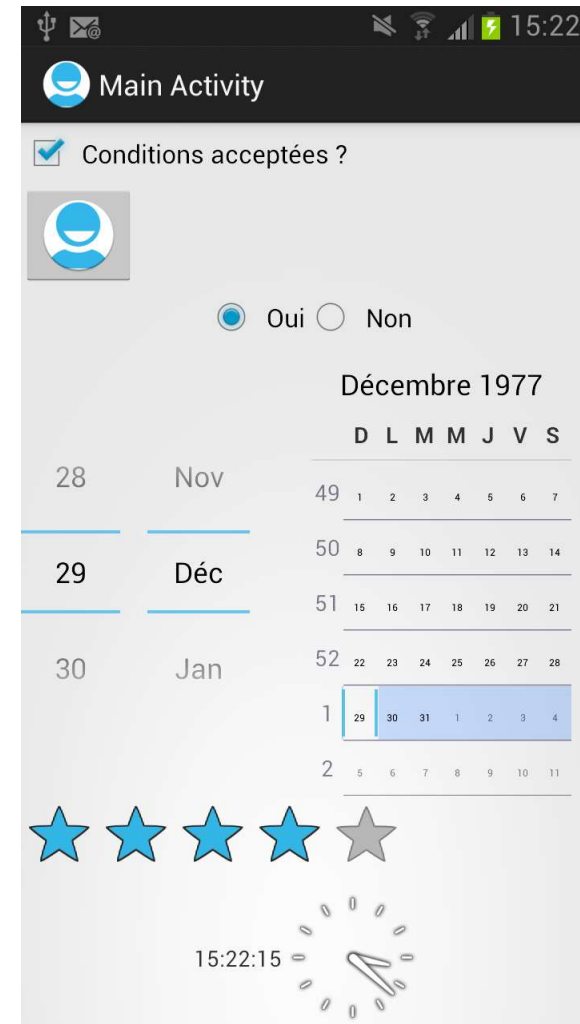 15:22
Main Activity
Conditions acceptées ?
Oui Non
28 Nov
29 Déc
30 Jan
Décembre 1977
D L M M J V S
49 1 2 3 4 5 6 7
50 8 9 10 11 12 13 14
51 15 16 17 18 19 20 21
52 22 23 24 25 26 27 28
1 29 30 31 1 2 3 4
2 5 6 7 8 9 10 11
15:22:15